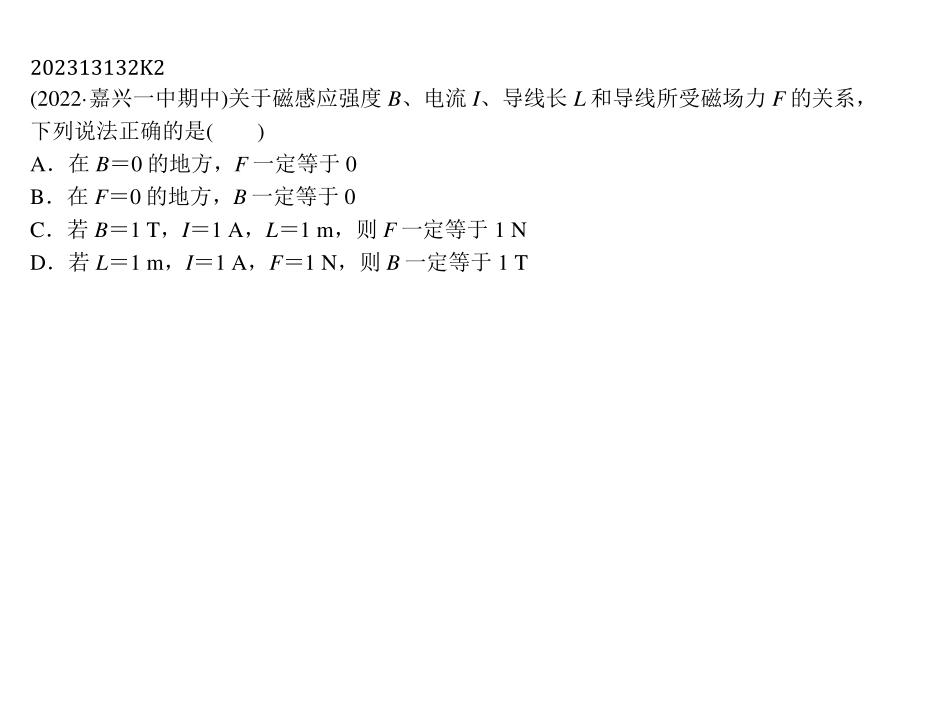 202313132K2
(2022·嘉兴一中期中)关于磁感应强度 B、电流 I、导线长 L 和导线所受磁场力 F 的关系，
下列说法正确的是(　　)
A．在 B＝0 的地方，F 一定等于 0
B．在 F＝0 的地方，B 一定等于 0
C．若 B＝1 T，I＝1 A，L＝1 m，则 F 一定等于 1 N
D．若 L＝1 m，I＝1 A，F＝1 N，则 B 一定等于 1 T